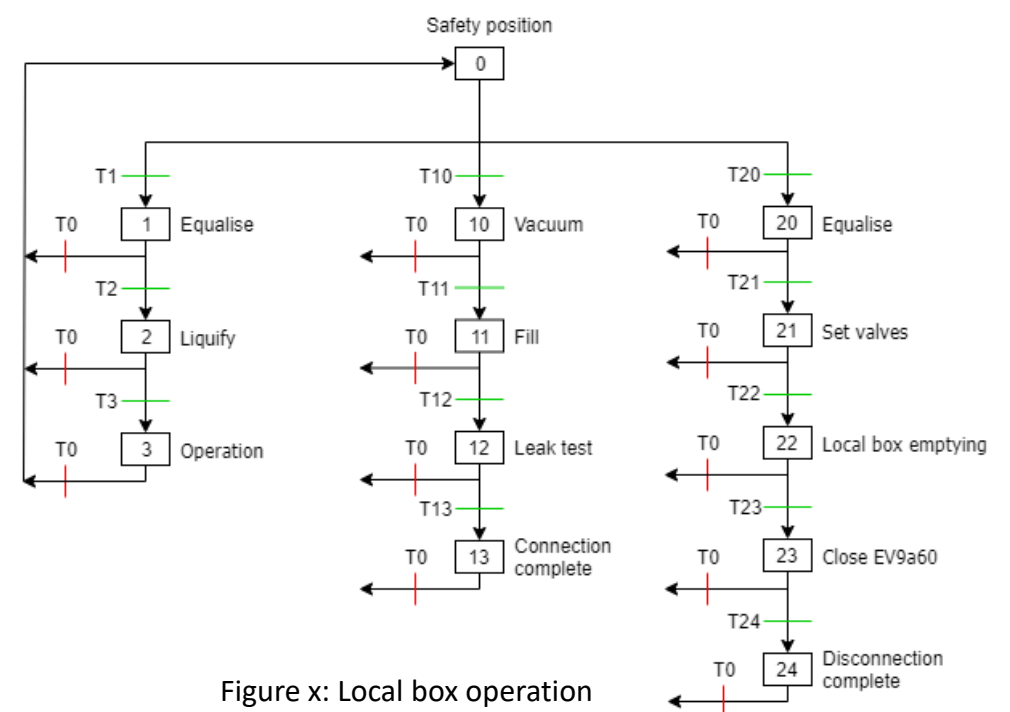 Safety position
0
T1
T10
T20
T0
1
Equalise
T0
10
Vacuum
T0
20
Equalise
T2
T11
T21
T0
2
Liquify
T0
11
Fill
T0
21
Set valves
T3
T12
T22
T0
3
Operation
T0
12
Leak test
T0
22
Local box emptying
T13
T23
T0
13
Connection
complete
T0
23
Close EV9a60
T24
T0
24
Disconnection
complete
Figure x: Local box operation